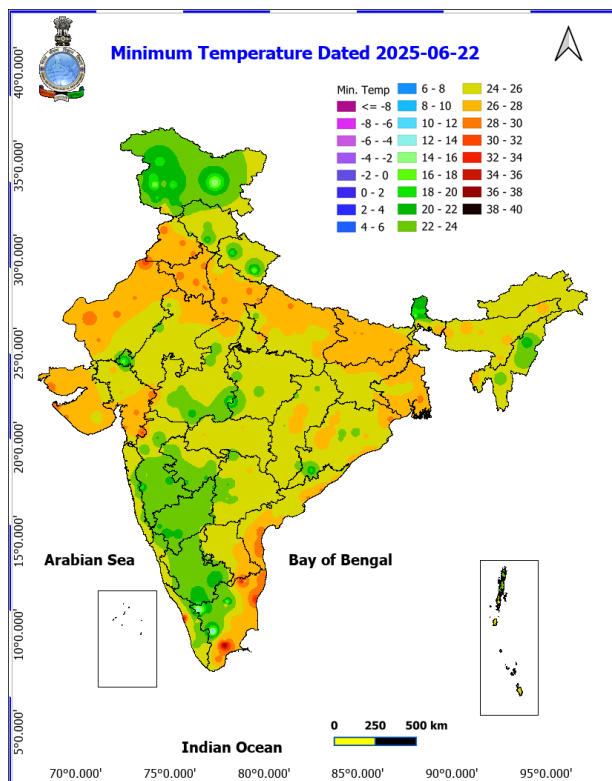 Minimum Temperature Dated 2025-06-22
Min. Temp
<= -8
-8 - -6
-6 - -4
-4 - -2
-2 - 0
0 - 2
2 - 4
4 - 6
6 - 8
8 - 10
10 - 12
12 - 14
14 - 16
16 - 18
18 - 20
20 - 22
22 - 24
24 - 26
26 - 28
28 - 30
30 - 32
32 - 34
34 - 36
36 - 38
38 - 40
40°0.000'
35°0.000'
30°0.000'
25°0.000'
20°0.000'
15°0.000'
10°0.000'
5°0.000'
Arabian Sea
Bay of Bengal
Indian Ocean
0 250 500 km
70°0.000' 75°0.000' 80°0.000' 85°0.000' 90°0.000' 95°0.000'